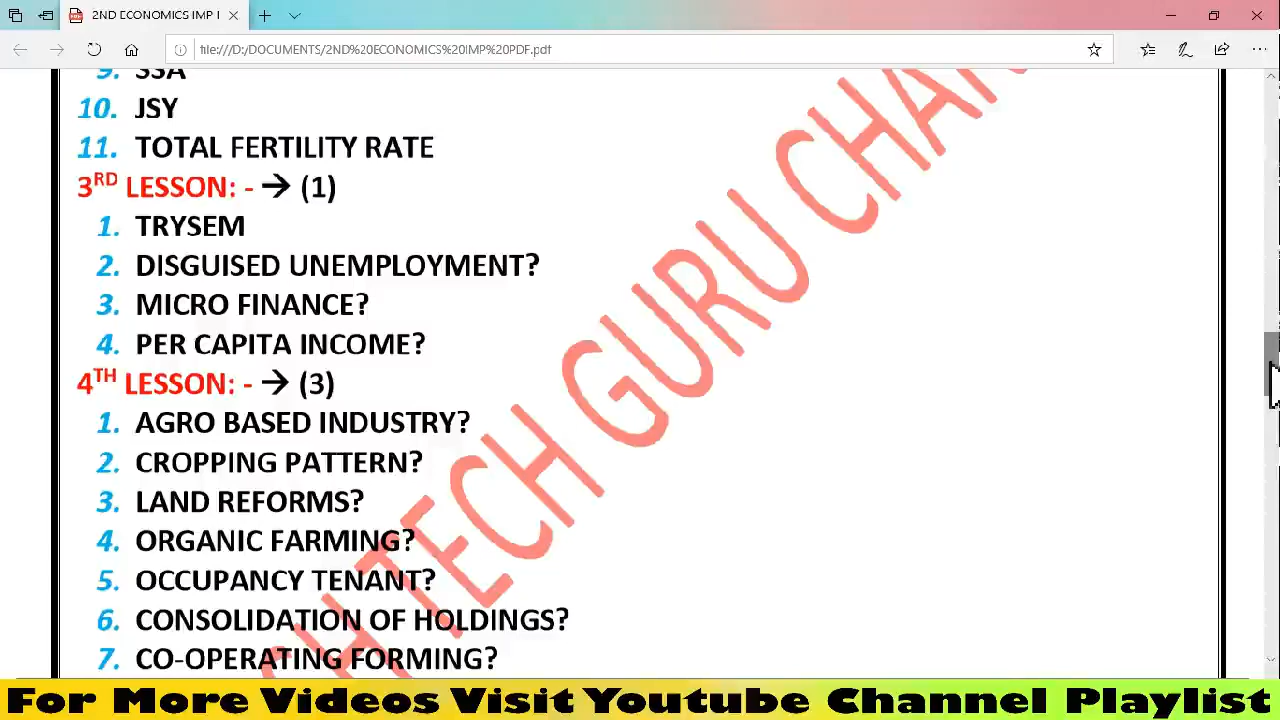 2ND ECONOMICS IMP I
file:///D:/DOCUMENTS/2ND%20ECONOMICS%20IMP%20PDF.pdf
9. SSA
10. JSY
11. TOTAL FERTILITY RATE
3RD LESSON: - → (1)
1. TRYSEM
2. DISGUISED UNEMPLOYMENT?
3. MICRO FINANCE?
4. PER CAPITA INCOME?
4TH LESSON: - → (3)
1. AGRO BASED INDUSTRY?
2. CROPPING PATTERN?
3. LAND REFORMS?
4. ORGANIC FARMING?
5. OCCUPANCY TENANT?
6. CONSOLIDATION OF HOLDINGS?
7. CO-OPERATING FORMING?
TECH GURU
For More Videos Visit Youtube Channel Playlist